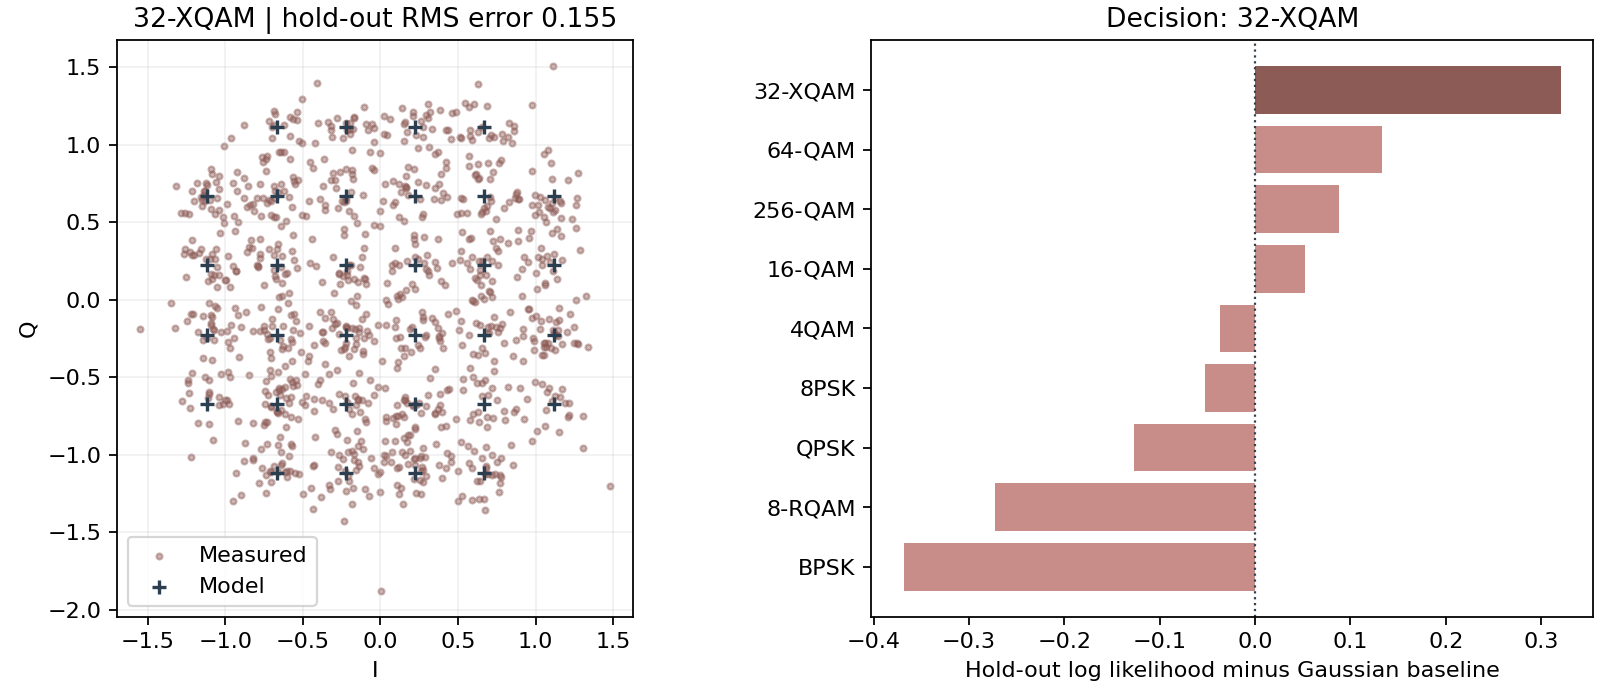 32-XQAM | hold-out RMS error 0.155
1.5
1.0
0.5
0.0
−0.5
−1.0
−1.5
−2.0
Q
Measured
Model
−1.5
−1.0
−0.5
0.0
0.5
1.0
1.5
I
Decision: 32-XQAM
32-XQAM
64-QAM
256-QAM
16-QAM
4QAM
8PSK
QPSK
8-RQAM
BPSK
−0.4
−0.3
−0.2
−0.1
0.0
0.1
0.2
0.3
Hold-out log likelihood minus Gaussian baseline